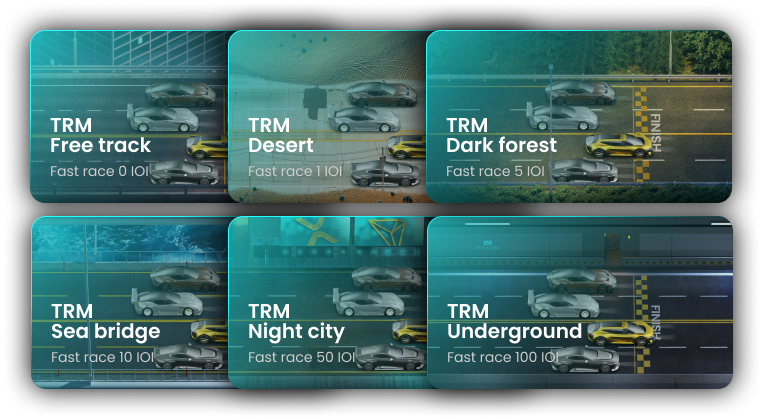 TRM
Free track
Fast race 0 IOI
TRM
Desert
Fast race 1 IOI
TRM
Dark forest
Fast race 5 IOI
FINISH
TRM
Sea bridge
Fast race 10 IOI
TRM
Night city
Fast race 50 IOI
TRM
Underground
Fast race 100 IOI
FINISH